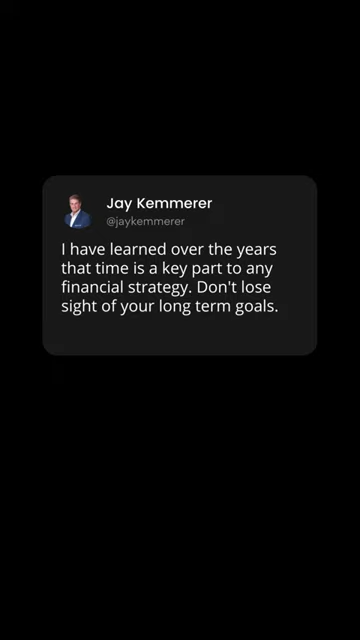 Jay Kemmerer
@jaykemmerer
I have learned over the years
that time is a key part to any
financial strategy. Don't lose
sight of your long term goals.